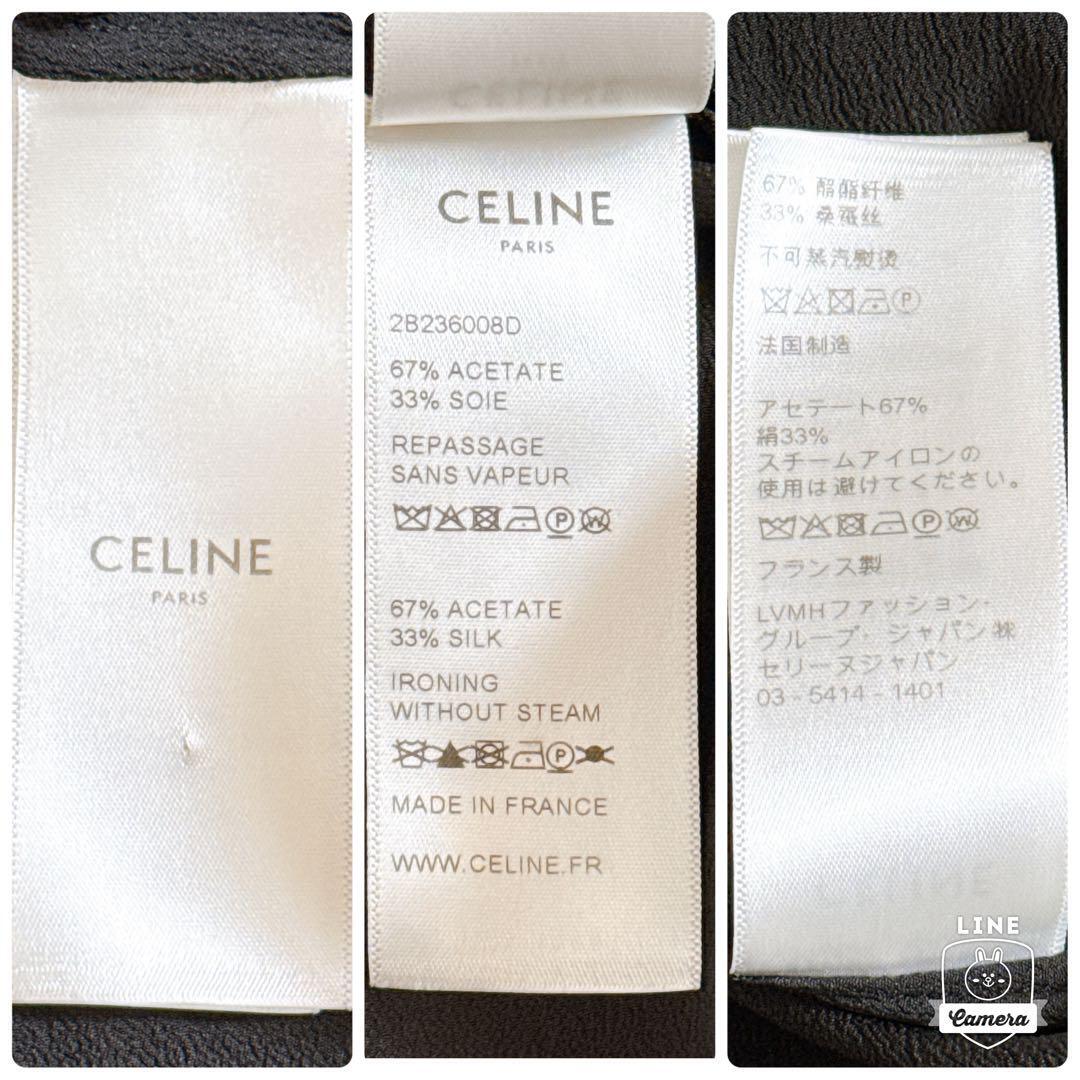 CELINE
PARIS
CELINE
CELINE
PARIS
2B236008D
67% ACETATE
33% SOIE
REPASSAGE
SANS VAPEUR
P W
67% ACETATE
33% SILK
IRONING
WITHOUT STEAM
P
MADE IN FRANCE
WWW.CELINE.FR
67% 醋酯纤维
33% 桑蚕丝
不可蒸汽熨烫
P
法国制造
アセテート67%
絹33%
スチームアイロンの
使用は避けてください。
P W
フランス製
LVMHファッション・
グループ・ジャパン㈱
セリーヌジャパン
03 - 5414 - 1401
CELINE
LINE
Camera